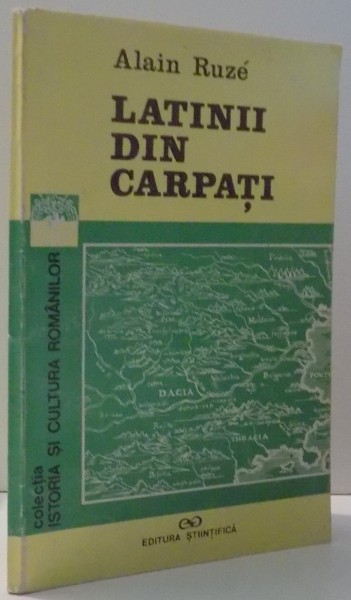 Alain Ruzé
LATINII
DIN
CARPAȚI
colecția
ISTORIA ȘI CULTURA ROMÂNILOR
DACIA
THRACIA
EDITURA ȘTIINȚIFICĂ